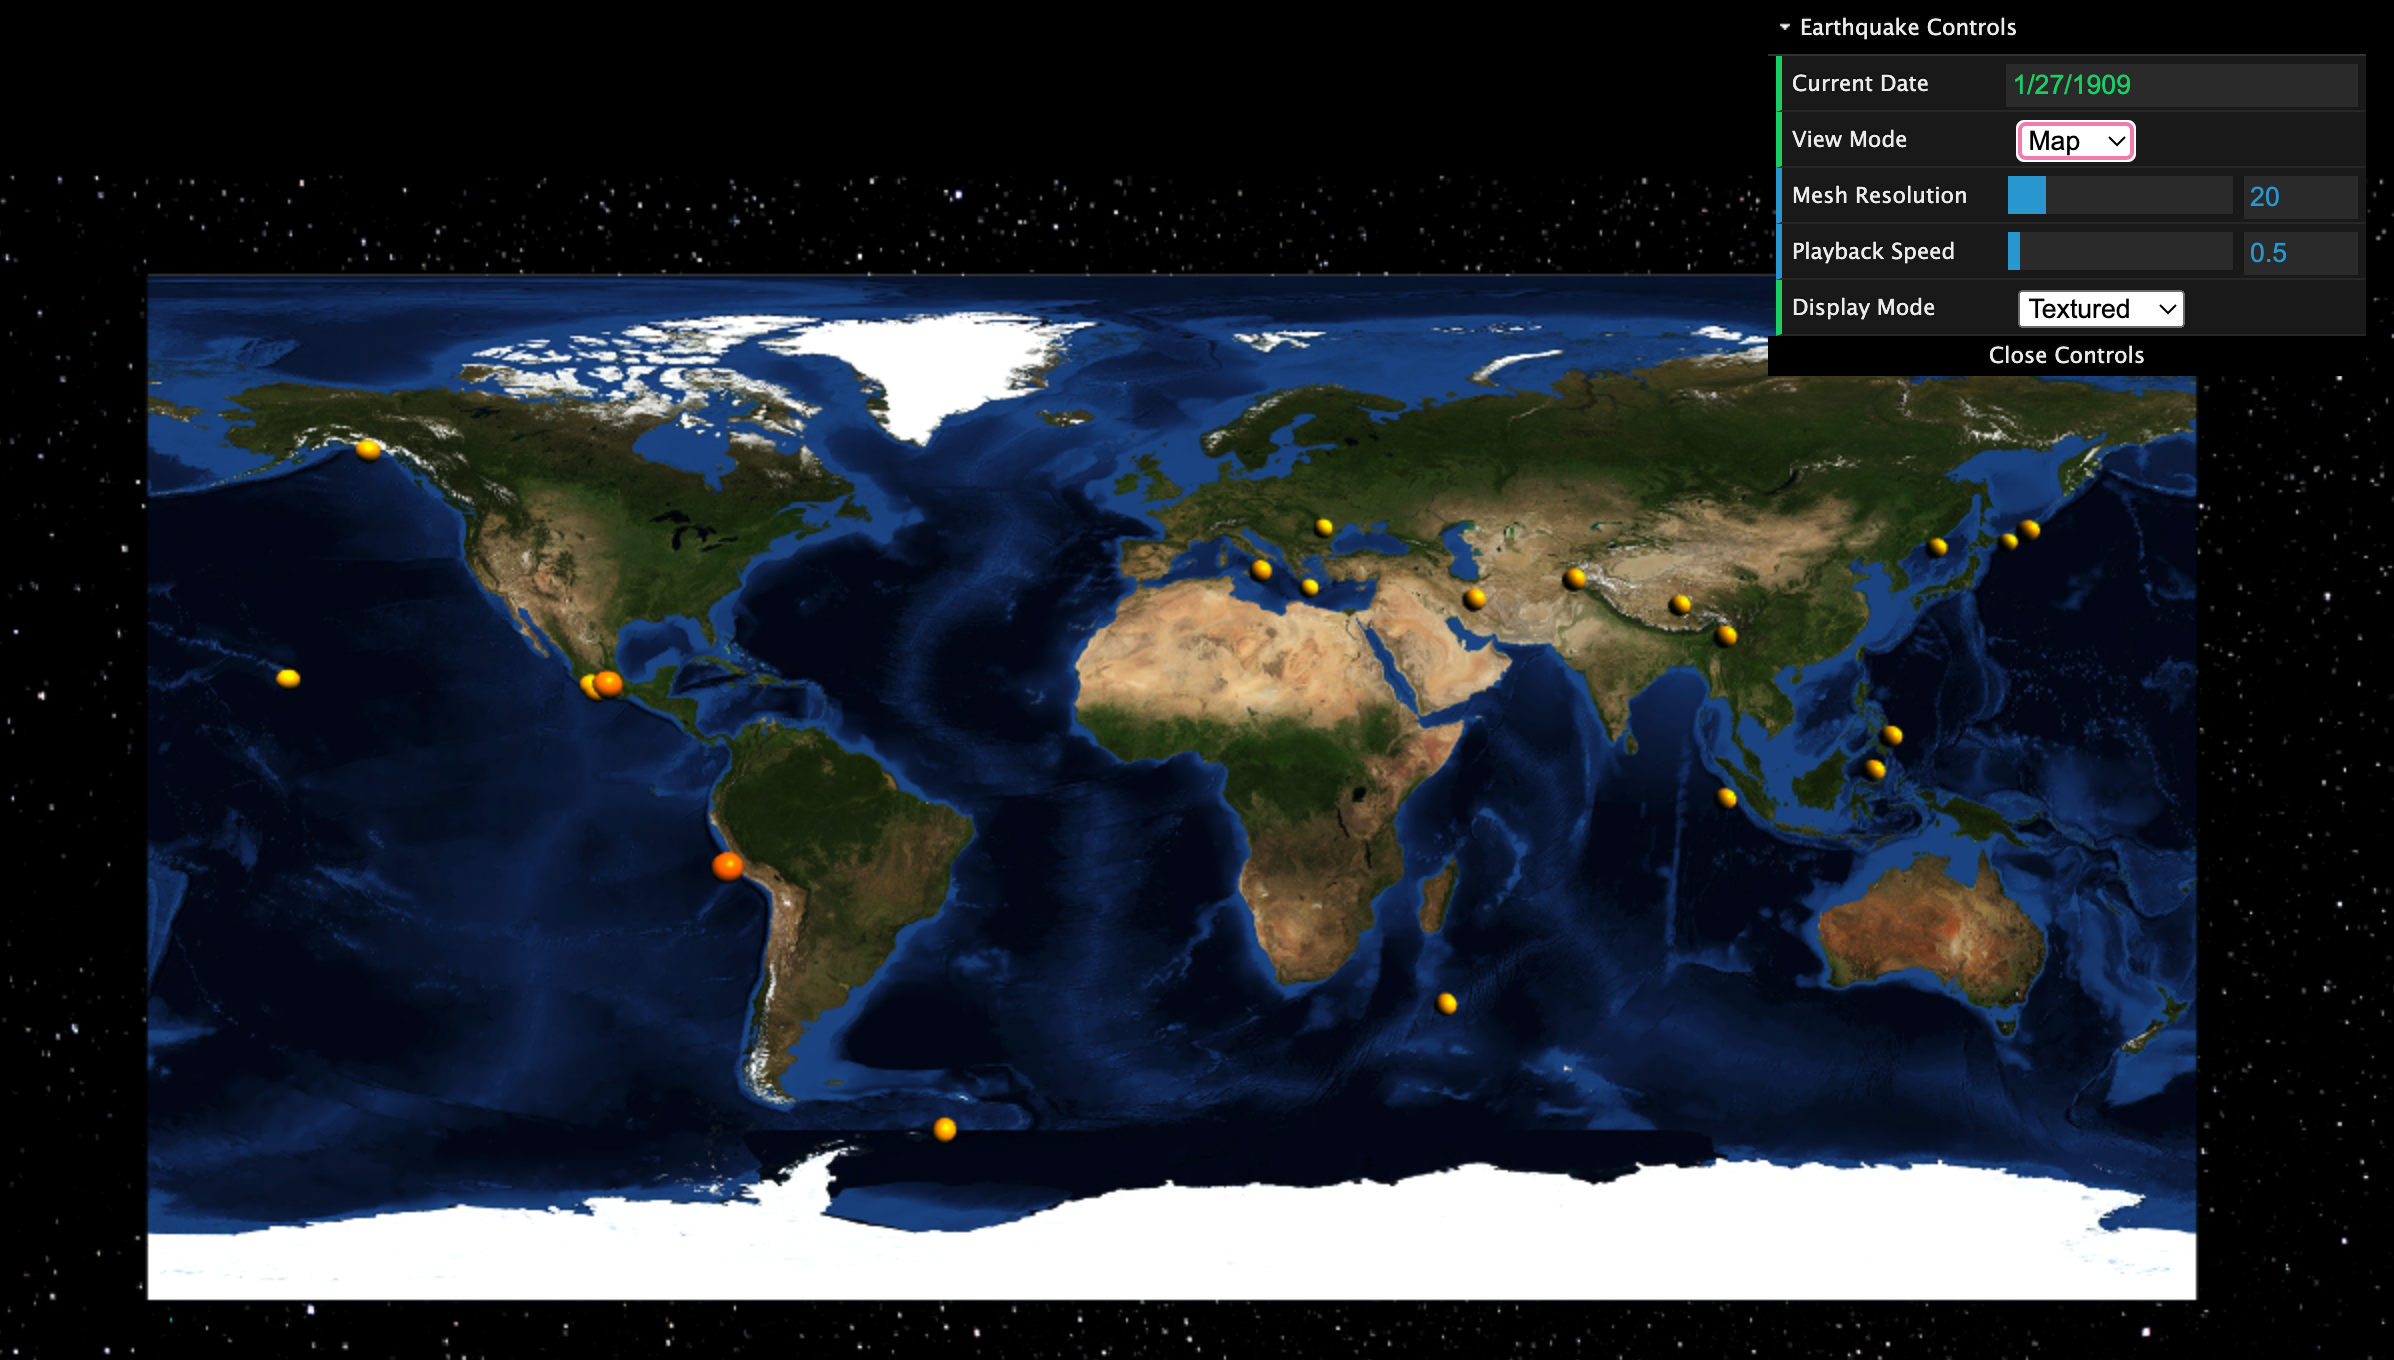 Earthquake Controls
Current Date 1/27/1909
View Mode Map
Mesh Resolution 20
Playback Speed 0.5
Display Mode Textured
Close Controls